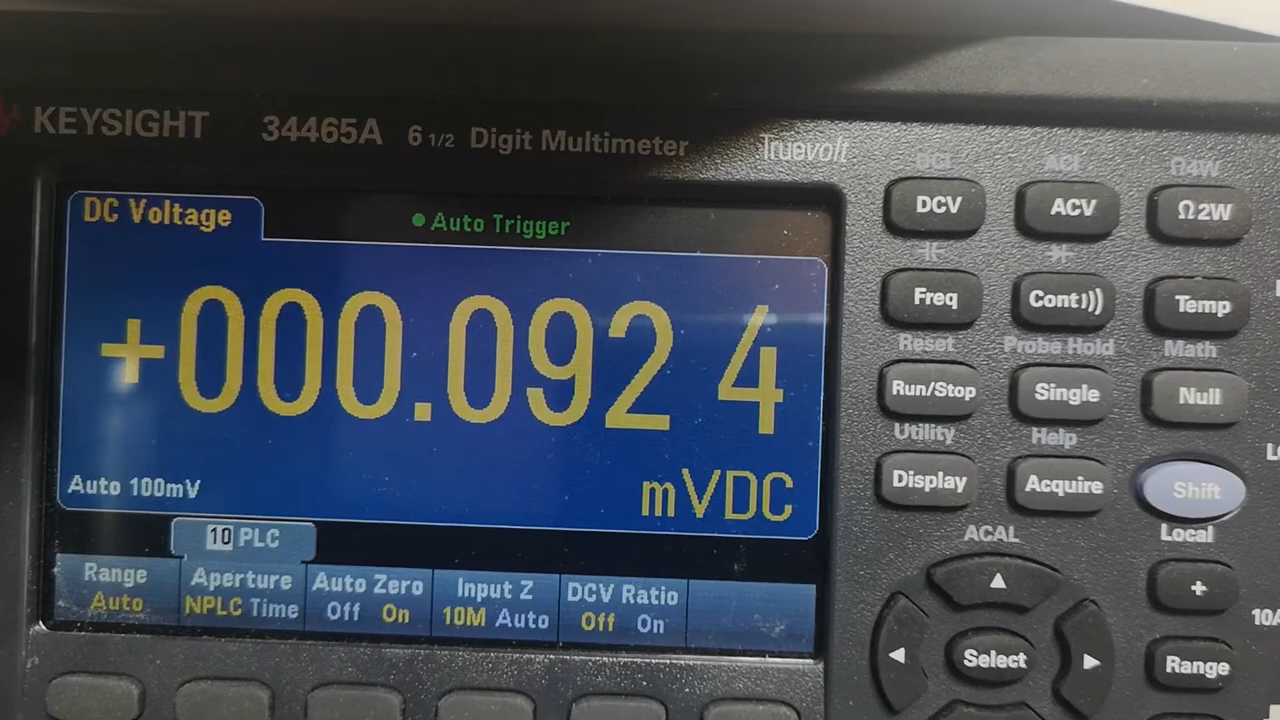 KEYSIGHT 34465A 6 1/2 Digit Multimeter Truevolt
DC Voltage
Auto Trigger
+000.092 4
mVDC
Auto 100mV
10 PLC
Range
Auto
Aperture
NPLC Time
Auto Zero
Off On
Input Z
10M Auto
DCV Ratio
Off On
DCI ACI Ω4W
DCV ACV Ω2W
Freq Cont))) Temp
Reset Probe Hold Math
Run/Stop Single Null
Utility Help
Display Acquire Shift
ACAL Local
+
Select Range
10A